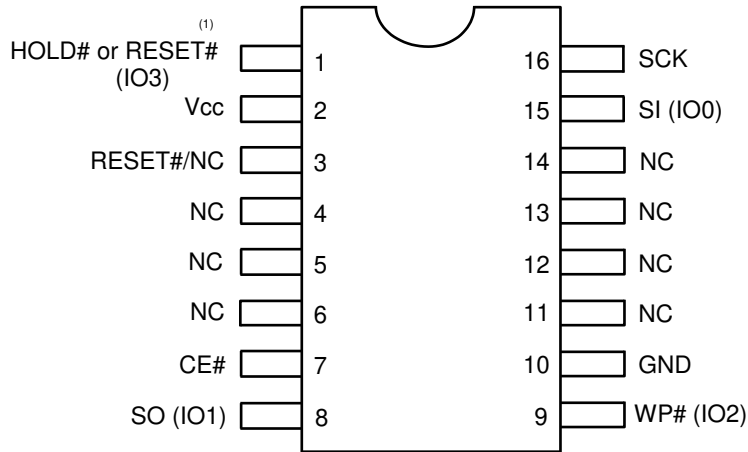 (1)
HOLD# or RESET# 1 16 SCK
(IO3)
Vcc 2 15 SI (IO0)
RESET#/NC 3 14 NC
NC 4 13 NC
NC 5 12 NC
NC 6 11 NC
CE# 7 10 GND
SO (IO1) 8 9 WP# (IO2)